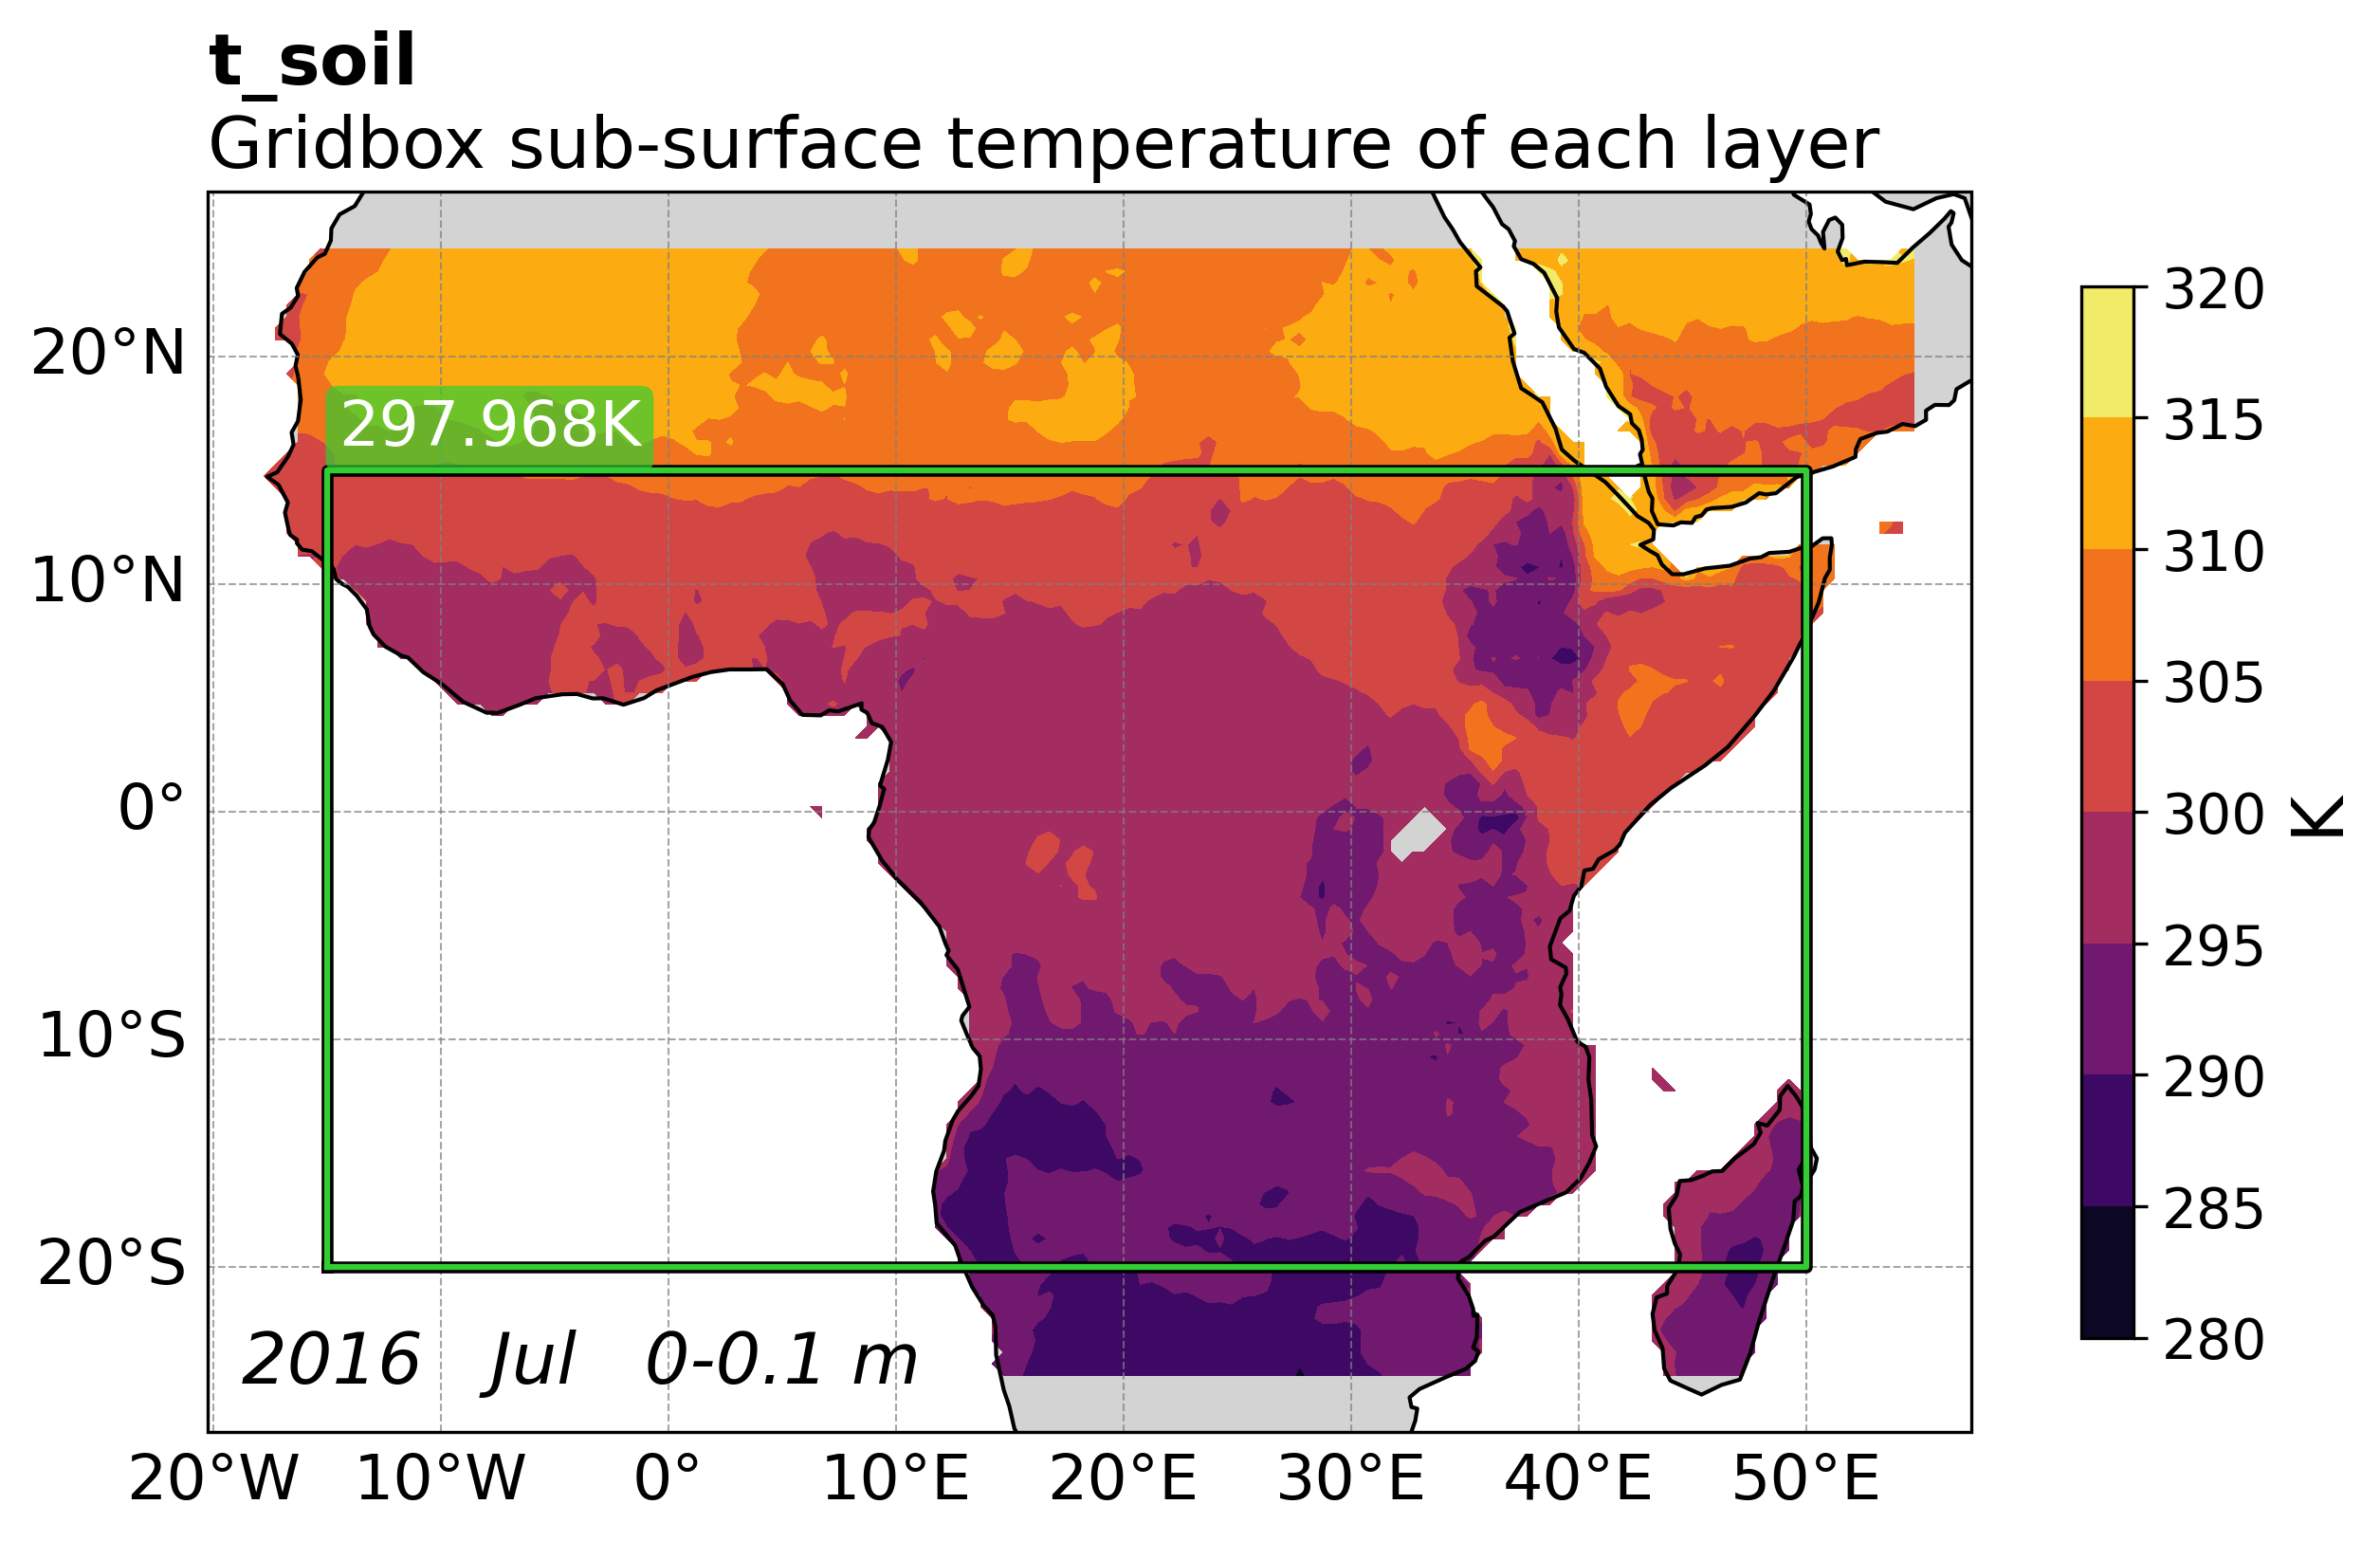 t_soil
Gridbox sub-surface temperature of each layer
20°N
10°N
0°
10°S
20°S
297.968K
2016 Jul 0-0.1 m
20°W 10°W 0° 10°E 20°E 30°E 40°E 50°E
320
315
310
305
300
295
290
285
280
K